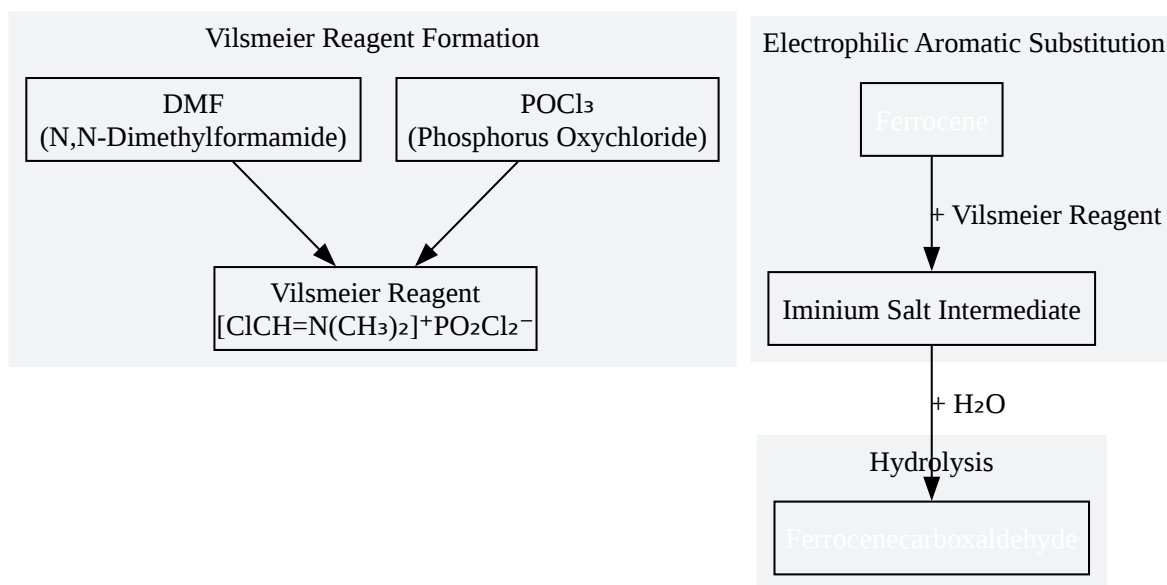 Vilsmeier Reagent Formation
DMF
(N,N-Dimethylformamide)
POCl₃
(Phosphorus Oxychloride)
Vilsmeier Reagent
[ClCH=N(CH₃)₂]⁺PO₂Cl₂⁻
Electrophilic Aromatic Substitution
Ferrocene
+ Vilsmeier Reagent
Iminium Salt Intermediate
+ H₂O
Hydrolysis
Ferrocenecarboxaldehyde